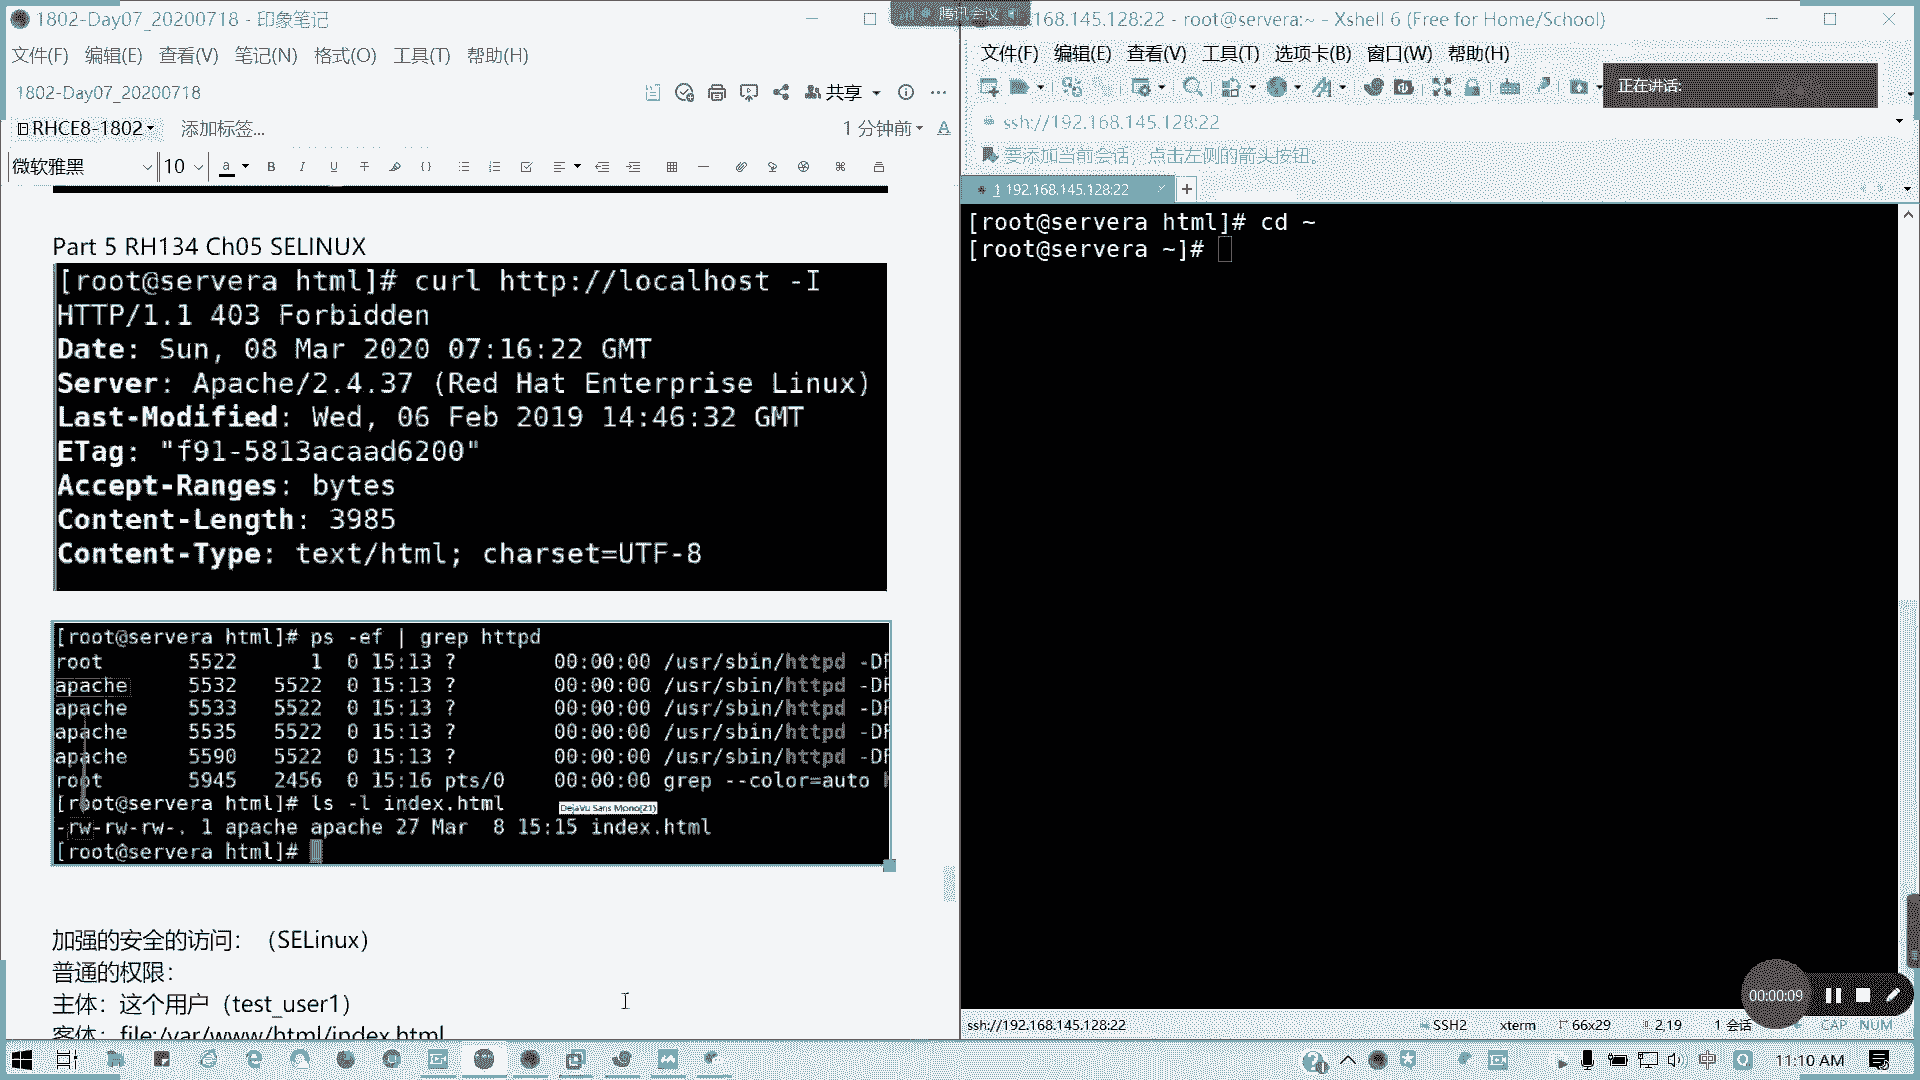 1802-Day07_20200718 - 印象笔记
文件(F) 编辑(E) 查看(V) 笔记(N) 格式(O) 工具(T) 帮助(H)
1802-Day07_20200718
共享
RHCE8-1802
添加标签...
1 分钟前
微软雅黑
10
Part 5 RH134 Ch05 SELINUX
[root@servera html]# curl http://localhost -I
HTTP/1.1 403 Forbidden
Date: Sun, 08 Mar 2020 07:16:22 GMT
Server: Apache/2.4.37 (Red Hat Enterprise Linux)
Last-Modified: Wed, 06 Feb 2019 14:46:32 GMT
ETag: "f91-5813acaad6200"
Accept-Ranges: bytes
Content-Length: 3985
Content-Type: text/html; charset=UTF-8
[root@servera html]# ps -ef | grep httpd
root 5522 1 0 15:13 ? 00:00:00 /usr/sbin/httpd -DF
apache 5532 5522 0 15:13 ? 00:00:00 /usr/sbin/httpd -DF
apache 5533 5522 0 15:13 ? 00:00:00 /usr/sbin/httpd -DF
apache 5535 5522 0 15:13 ? 00:00:00 /usr/sbin/httpd -DF
apache 5590 5522 0 15:13 ? 00:00:00 /usr/sbin/httpd -DF
root 5945 2456 0 15:16 pts/0 00:00:00 grep --color=auto
[root@servera html]# ls -l index.html
DejaVu Sans Mono(21)
-rw-rw-rw-. 1 apache apache 27 Mar 8 15:15 index.html
[root@servera html]#
加强的安全的访问: （SELinux）
普通的权限:
主体: 这个用户（test_user1）
客体: file:/var/www/html/index.html
腾讯会议
168.145.128:22 - root@servera:~ - Xshell 6 (Free for Home/School)
文件(F) 编辑(E) 查看(V) 工具(T) 选项卡(B) 窗口(W) 帮助(H)
正在讲话:
ssh://192.168.145.128:22
要添加当前会话，点击左侧的箭头按钮。
1 192.168.145.128:22
[root@servera html]# cd ~
[root@servera ~]#
00:00:09
ssh://192.168.145.128:22
SSH2
xterm
66x29
2,19
1 会话
CAP NUM
中
11:10 AM